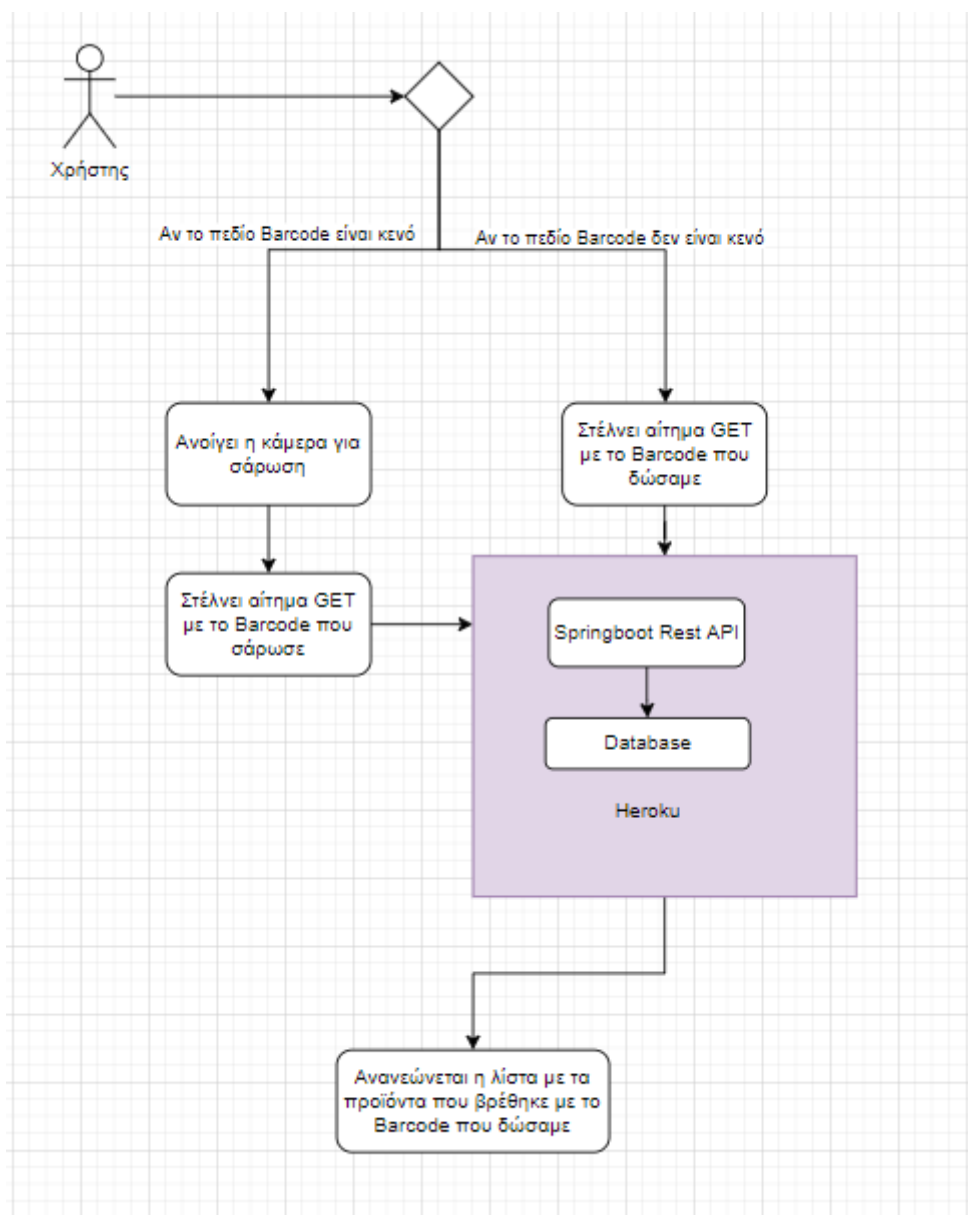 Χρήστης
Αν το πεδίο Barcode είναι κενό
Αν το πεδίο Barcode δεν είναι κενό
Ανοίγει η κάμερα για
σάρωση
Στέλνει αίτημα GET
με το Barcode που
δώσαμε
Στέλνει αίτημα GET
με το Barcode που
σάρωσε
Springboot Rest API
Database
Heroku
Ανανεώνεται η λίστα με τα
προϊόντα που βρέθηκε με το
Barcode που δώσαμε